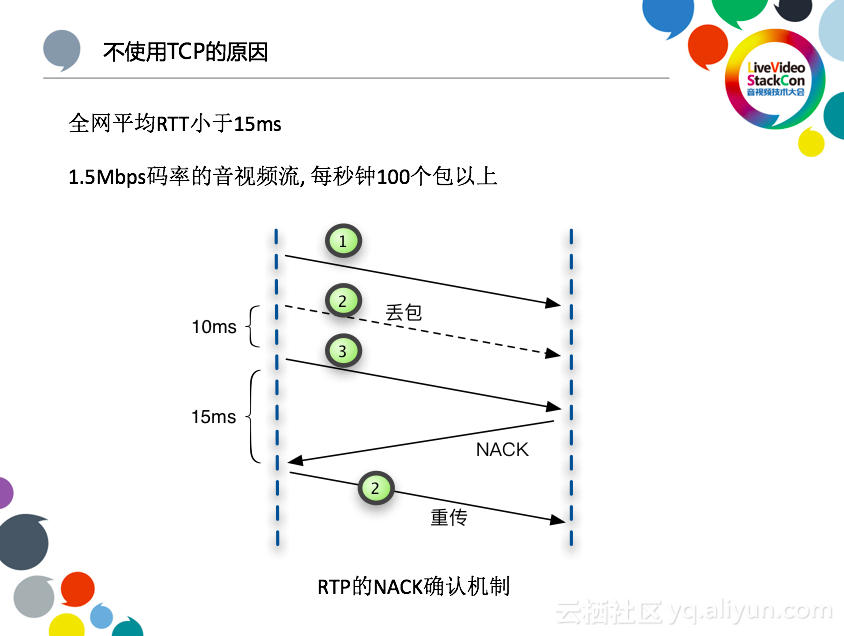 不使用TCP的原因
LiveVideo
StackCon
音视频技术大会
全网平均RTT小于15ms
1.5Mbps码率的音视频流, 每秒钟100个包以上
1
2
丢包
10ms
3
15ms
NACK
2
重传
RTP的NACK确认机制
云栖社区 yq.aliyun.com